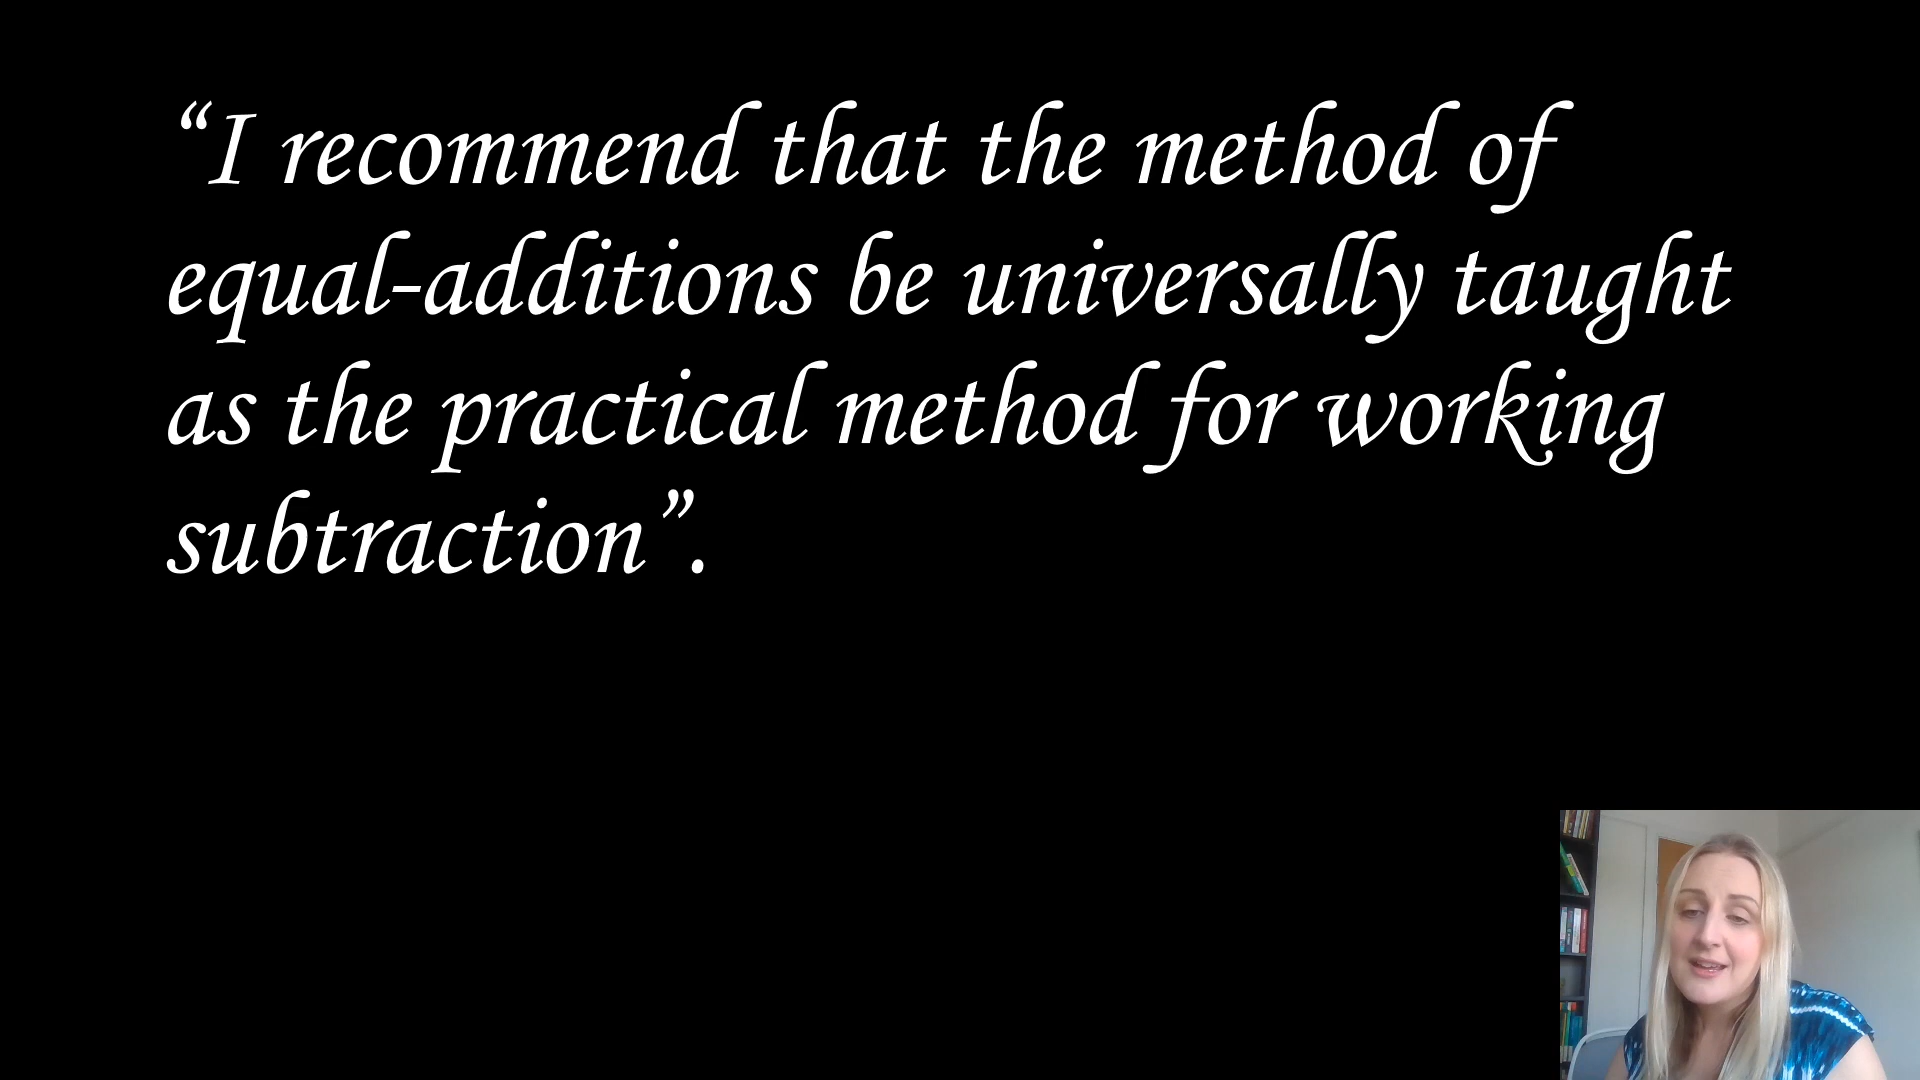 “I recommend that the method of
equal-additions be universally taught
as the practical method for working
subtraction”.